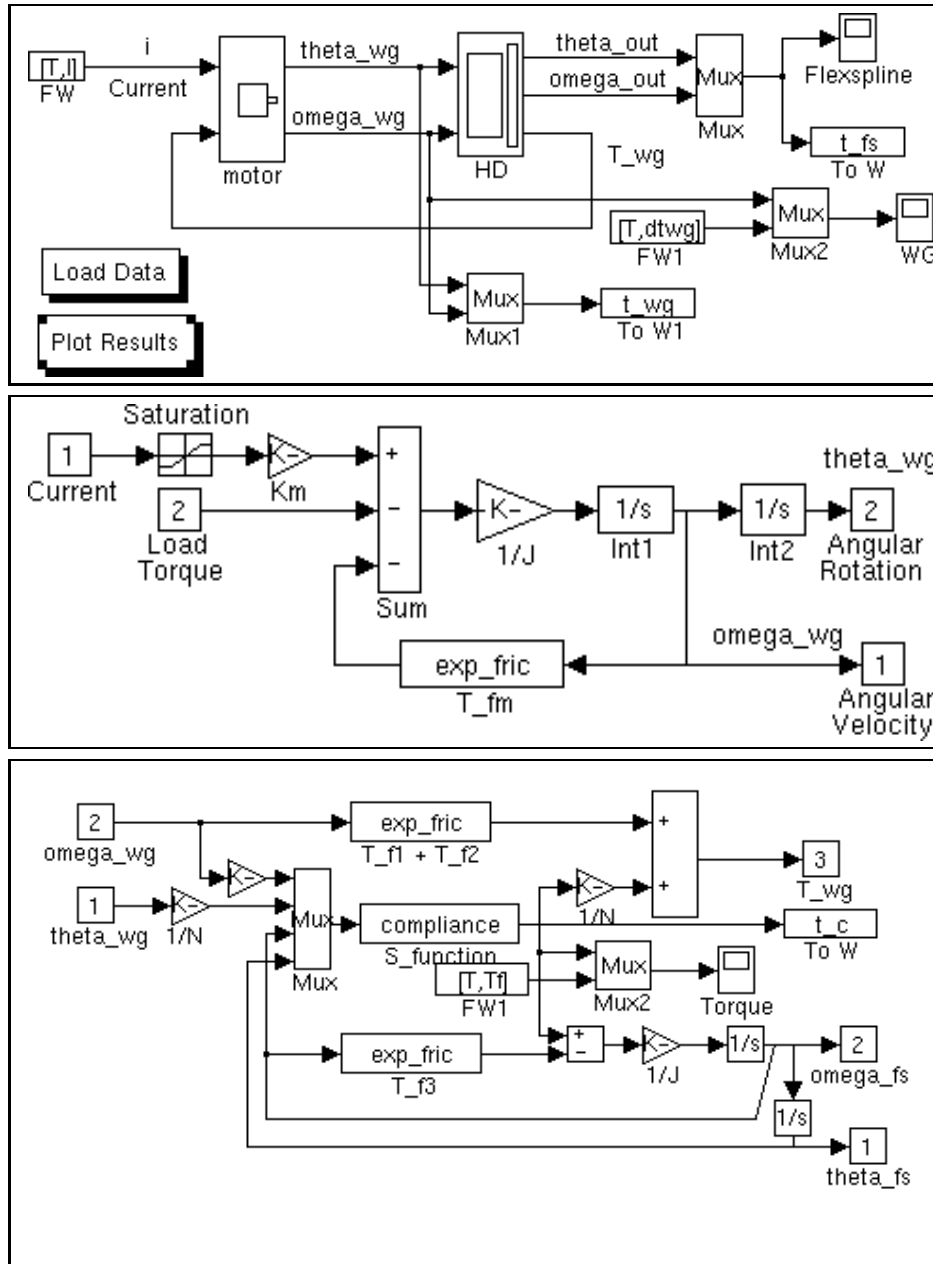 [T,I]
FW
i
Current
motor
theta_wg
omega_wg
HD
theta_out
omega_out
T_wg
Mux
Mux
Flexspline
t_fs
To W
[T,dtwg]
FW1
Mux
Mux2
WG
Load Data
Plot Results
Mux
Mux1
t_wg
To W1
Saturation
1
Current
K-
Km
2
Load
Torque
+
-
-
Sum
-K-
1/J
1/s
Int1
1/s
Int2
theta_wg
2
Angular
Rotation
omega_wg
1
Angular
Velocity
exp_fric
T_fm
2
omega_wg
exp_fric
T_f1 + T_f2
+
+
3
T_wg
K-
1
theta_wg
K-
1/N
Mux
Mux
compliance
S_function
K-
1/N
t_c
To W
[T,Tf]
FW1
Mux
Mux2
Torque
exp_fric
T_f3
+
-
K-
1/J
1/s
2
omega_fs
1/s
1
theta_fs